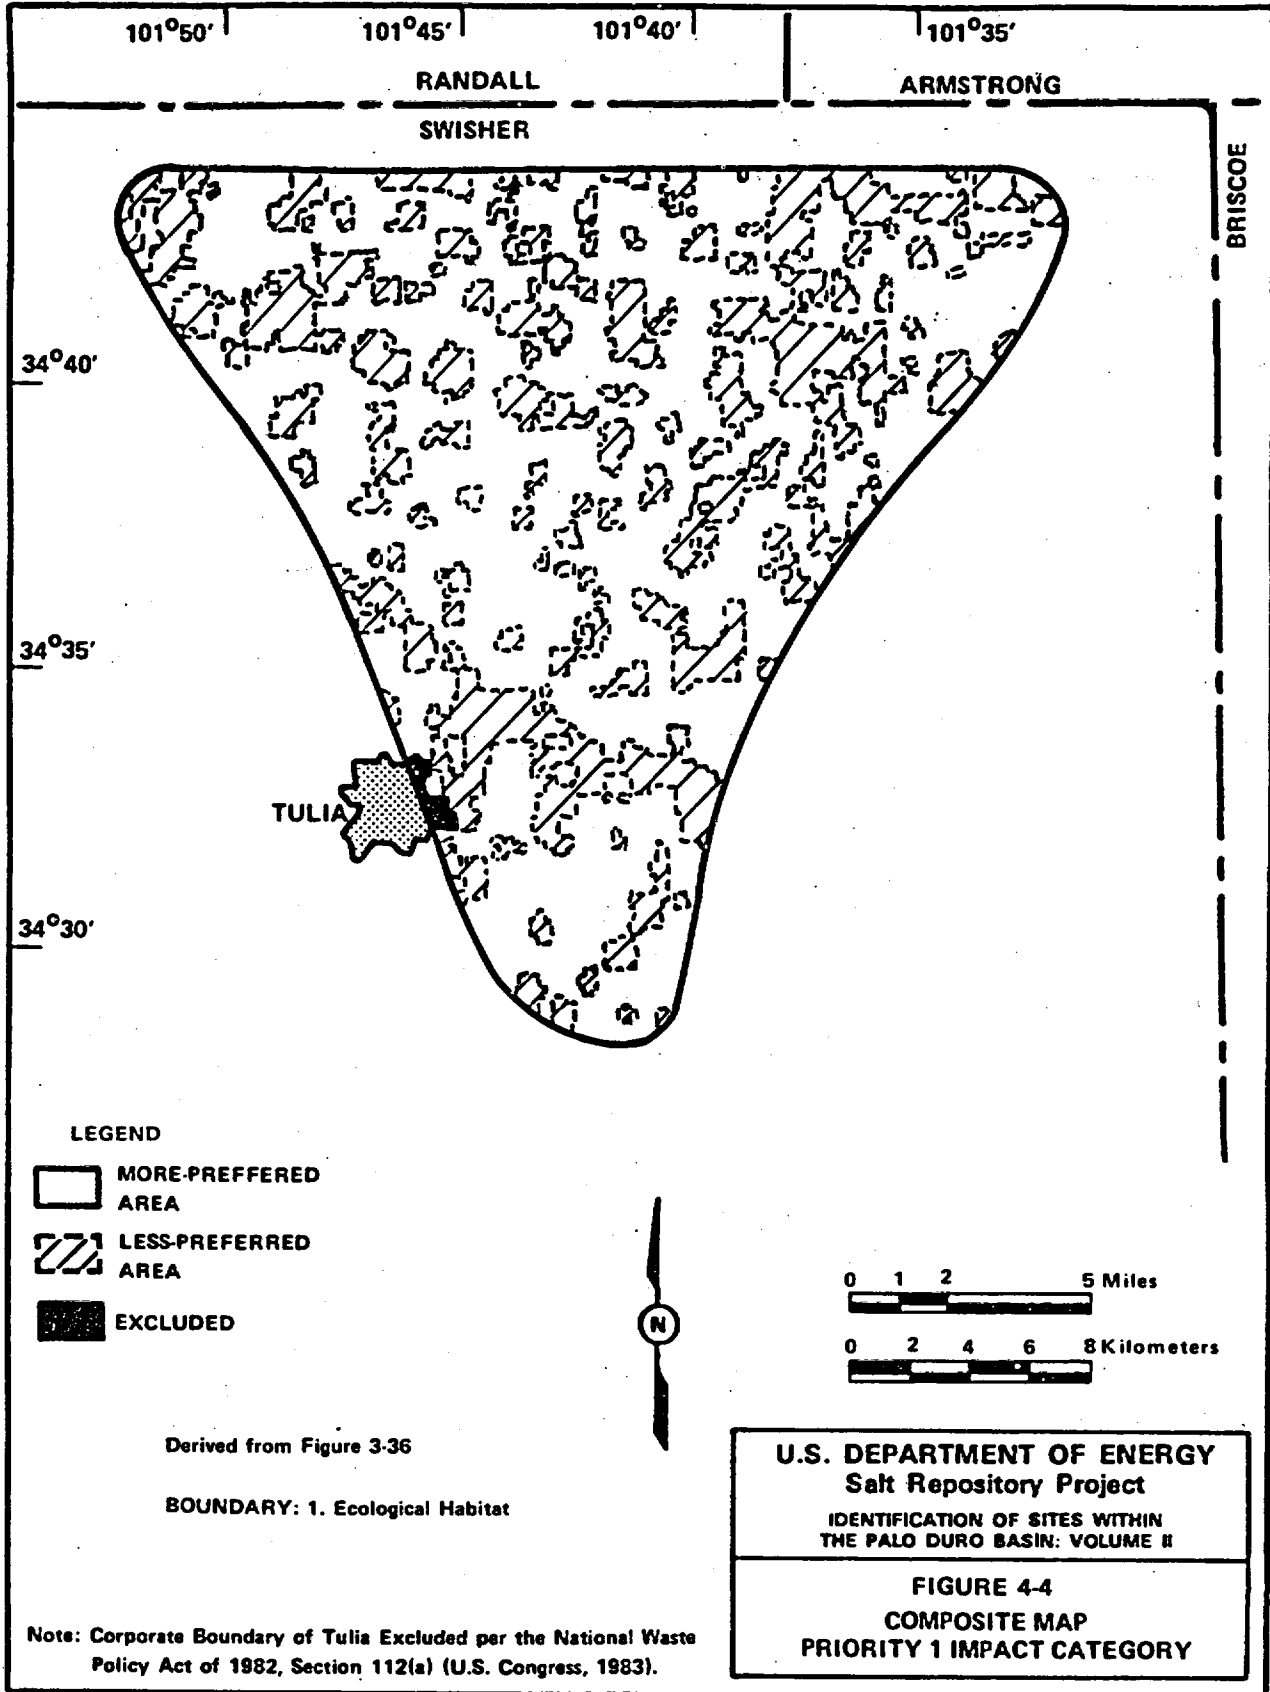 101°50′ 101°45′ 101°40′ 101°35′
RANDALL ARMSTRONG
SWISHER
BRISCOE
34°40′
34°35′
TULIA
34°30′
LEGEND
MORE-PREFFERED
AREA
LESS-PREFERRED
AREA
EXCLUDED
N
0 1 2 5 Miles
0 2 4 6 8 Kilometers
Derived from Figure 3-36
BOUNDARY: 1. Ecological Habitat
U.S. DEPARTMENT OF ENERGY
Salt Repository Project
IDENTIFICATION OF SITES WITHIN
THE PALO DURO BASIN: VOLUME II
FIGURE 4-4
COMPOSITE MAP
PRIORITY 1 IMPACT CATEGORY
Note: Corporate Boundary of Tulia Excluded per the National Waste
Policy Act of 1982, Section 112(a) (U.S. Congress, 1983).